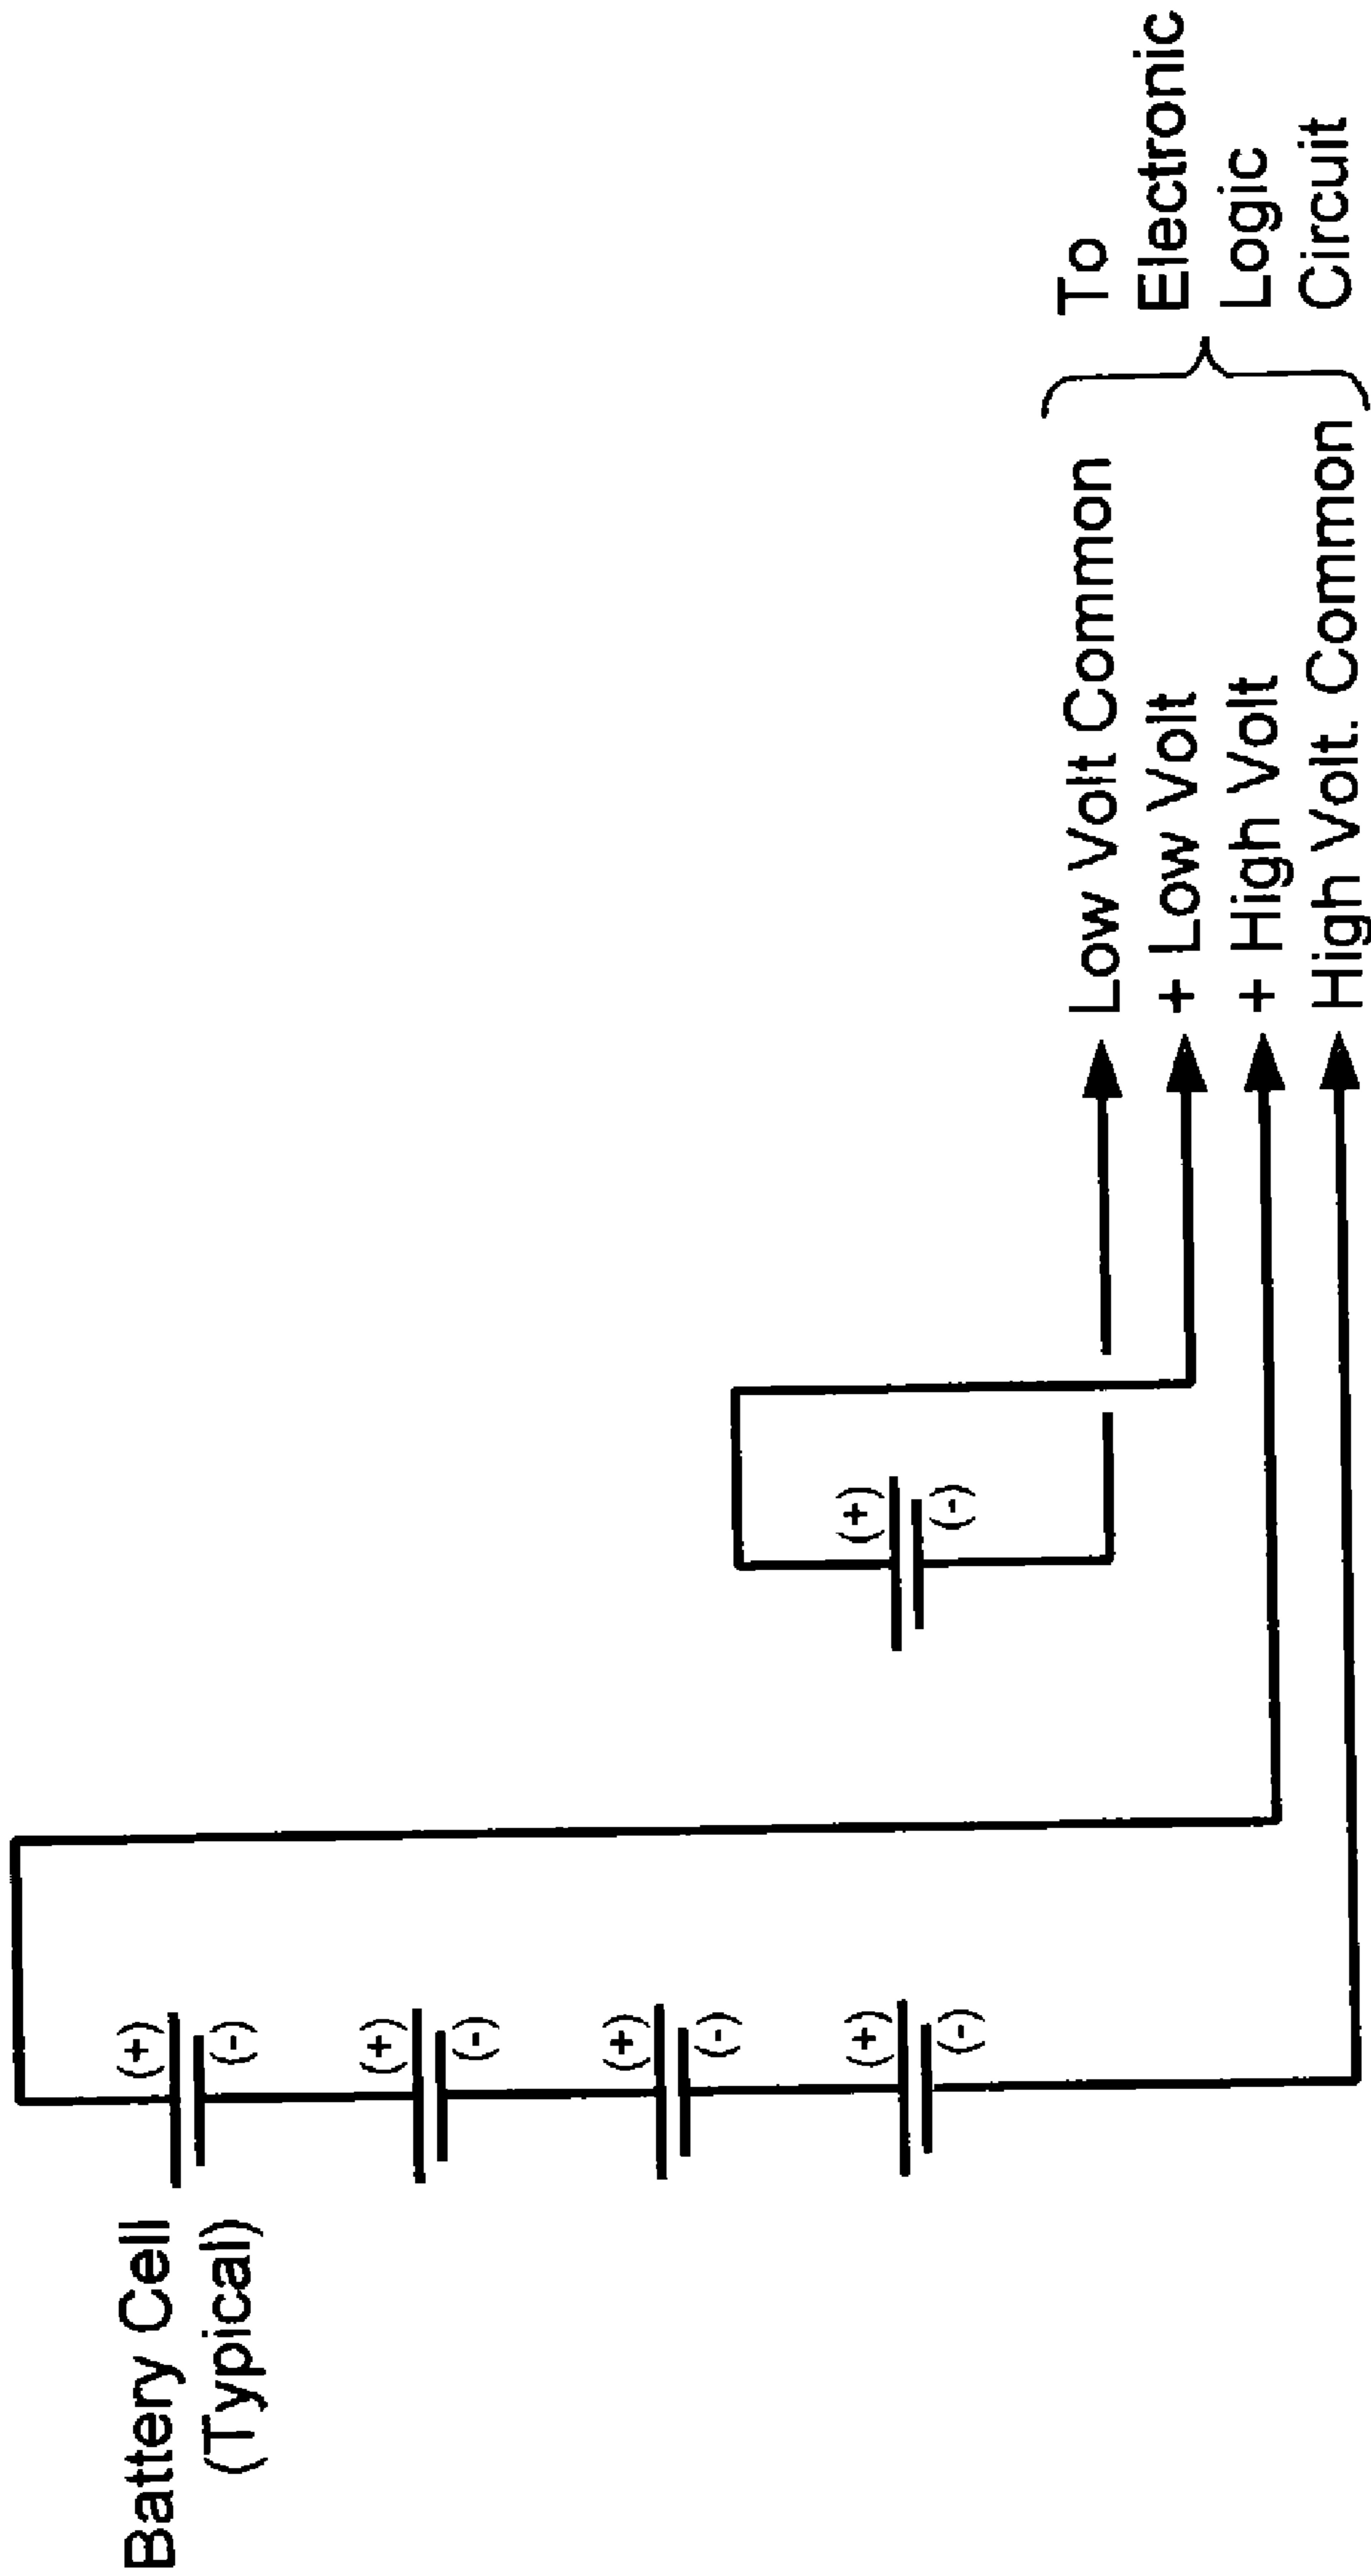 Battery Cell
(Typical)
(+)
(-)
(+)
(-)
(+)
(-)
(+)
(-)
(+)
(-)
Low Volt Common
+ Low Volt
+ High Volt
High Volt. Common
To
Electronic
Logic
Circuit